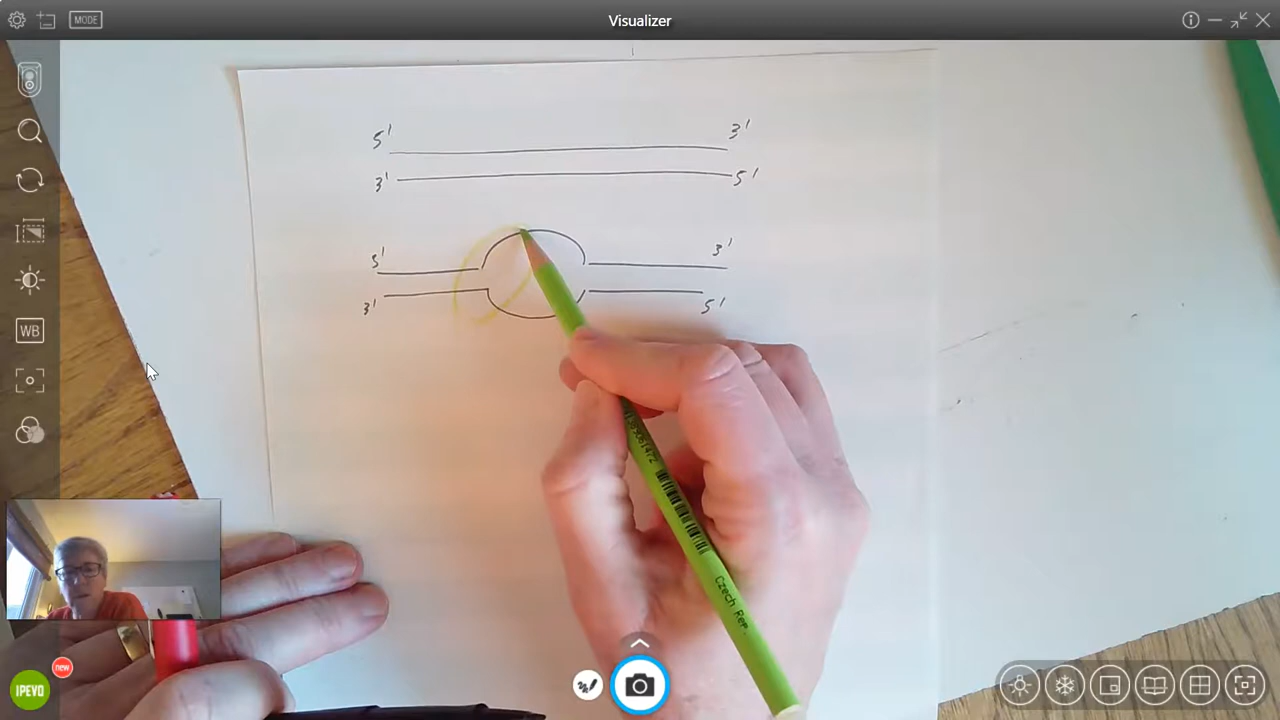 Visualizer
MODE
5' 3'
3' 5'
5' 3'
3' 5'
WB
Czech Rep.
new
IPEVO